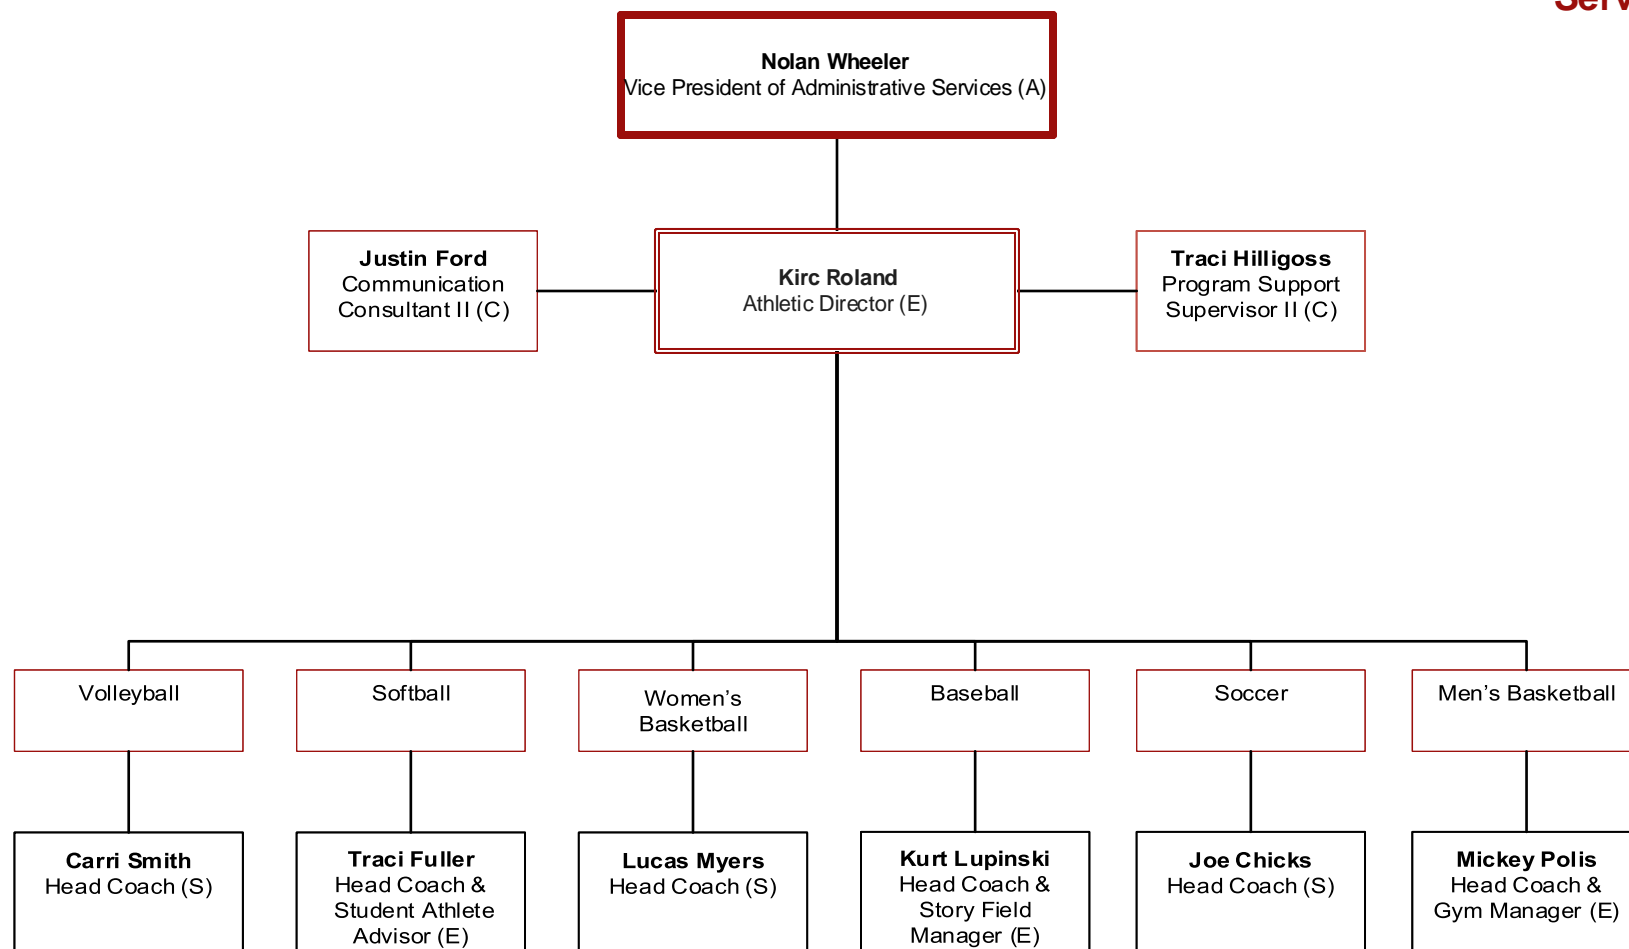 Nolan Wheeler
Vice President of Administrative Services (A)
Justin Ford
Communication
Consultant II (C)
Kirc Roland
Athletic Director (E)
Traci Hilligoss
Program Support
Supervisor II (C)
Volleyball
Softball
Women's
Basketball
Baseball
Soccer
Men's Basketball
Carri Smith
Head Coach (S)
Traci Fuller
Head Coach &
Student Athlete
Advisor (E)
Lucas Myers
Head Coach (S)
Kurt Lupinski
Head Coach &
Story Field
Manager (E)
Joe Chicks
Head Coach (S)
Mickey Polis
Head Coach &
Gym Manager (E)